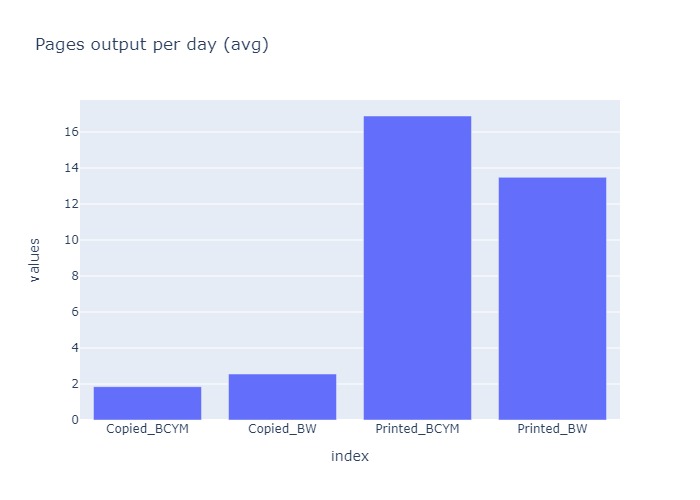 Pages output per day (avg)
16
14
12
10
8
6
4
2
0
values
Copied_BCYM Copied_BW Printed_BCYM Printed_BW
index